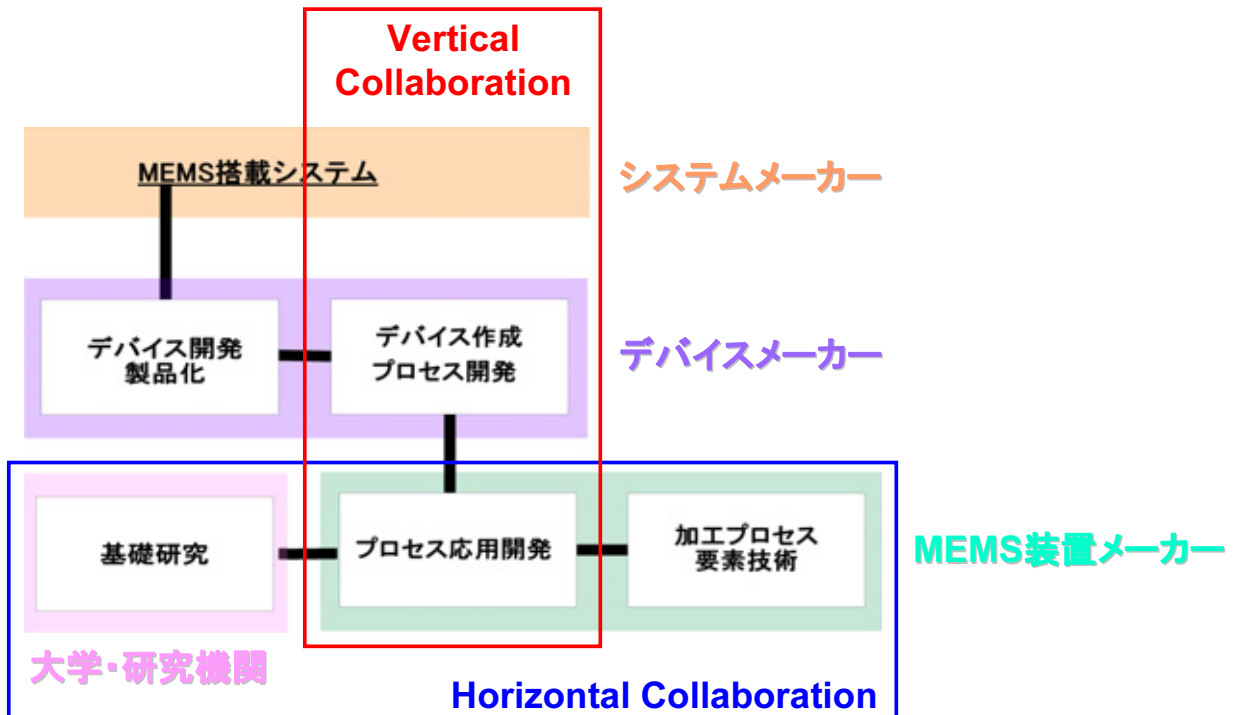 Vertical
Collaboration
MEMS搭載システム
システムメーカー
デバイス開発
製品化
デバイス作成
プロセス開発
デバイスメーカー
基礎研究
プロセス応用開発
加工プロセス
要素技術
MEMS装置メーカー
大学・研究機関
Horizontal Collaboration